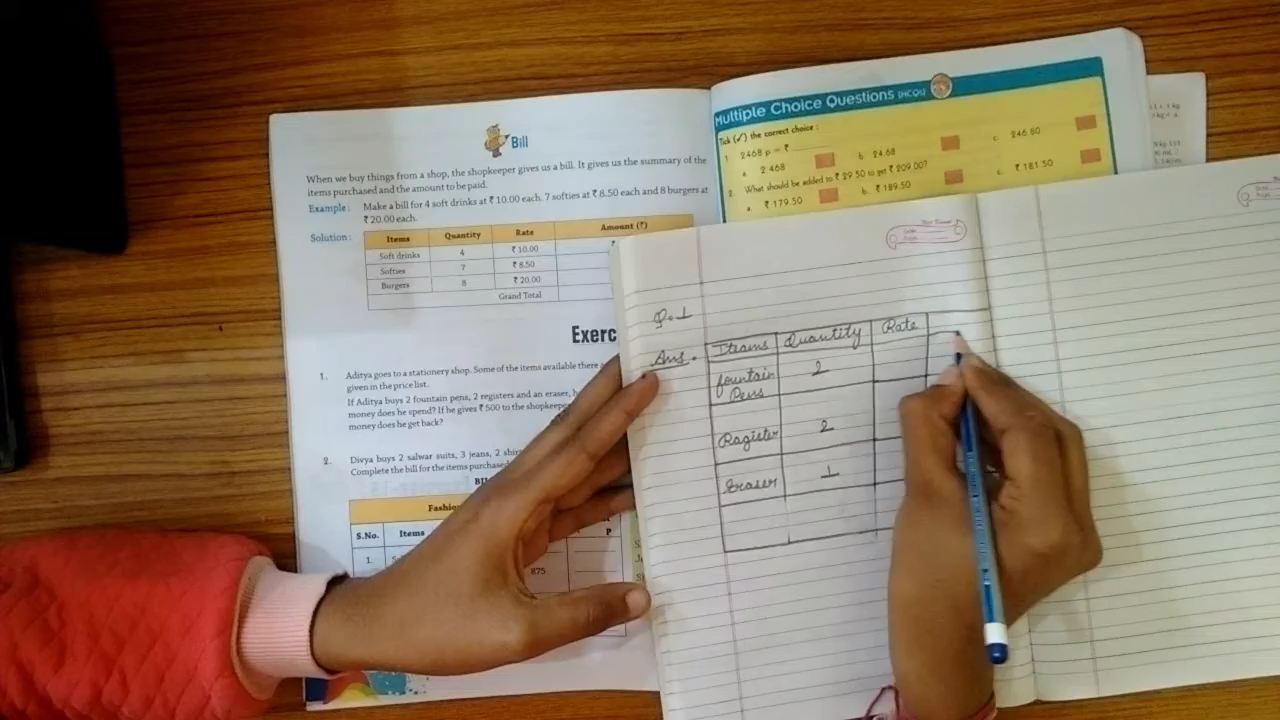 Bill
When we buy things from a shop, the shopkeeper gives us a bill. It gives us the summary of the
items purchased and the amount to be paid.
Example: Make a bill for 4 soft drinks at ₹ 10.00 each. 7 softies at ₹ 8.50 each and 8 burgers at
₹ 20.00 each.
Solution:
Items Quantity Rate Amount (₹)
Soft drinks 4 ₹ 10.00
Softies 7 ₹ 8.50
Burgers 8 ₹ 20.00
Grand Total
Exerc
1. Aditya goes to a stationery shop. Some of the items available there
given in the price list.
If Aditya buys 2 fountain pens, 2 registers and an eraser,
money does he spend? If he gives ₹ 500 to the shopkeeper
money does he get back?
2. Divya buys 2 salwar suits, 3 jeans, 2
Complete the bill for the items purchased
S.No. Items P
1. 875
Multiple Choice Questions (MCQs)
Tick (✓) the correct choice :
1. 2468 p = ₹ ______
a. 2.468 b. 24.68 c. 246.80
2. What should be added to ₹ 29.50 to get ₹ 209.00?
a. ₹ 179.50 b. ₹ 189.50 c. ₹ 181.50
Q.1
Ans.
Iteams Quantity Rate
fountain 2
Pens
Ragister 2
Eraser 1